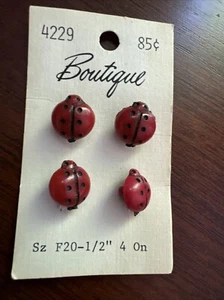 4229 85¢
Boutique
Sz F20-1/2" 4 On